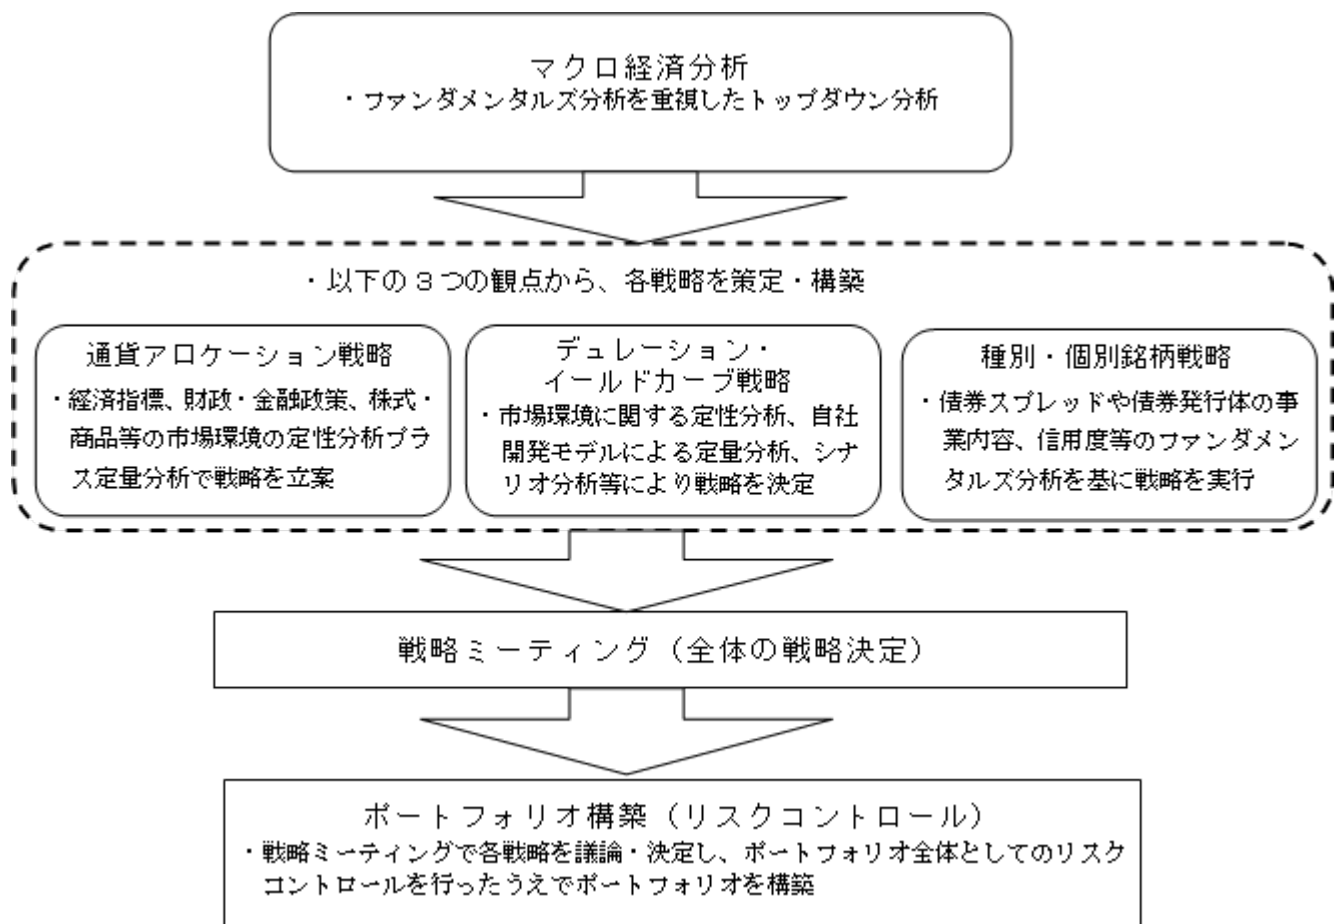 マクロ経済分析
・ファンダメンタルズ分析を重視したトップダウン分析
・以下の3つの観点から、各戦略を策定・構築
通貨アロケーション戦略
・経済指標、財政・金融政策、株式・
商品等の市場環境の定性分析プラ
ス定量分析で戦略を立案
デュレーション・
イールドカーブ戦略
・市場環境に関する定性分析、自社
開発モデルによる定量分析、シナ
リオ分析等により戦略を決定
種別・個別銘柄戦略
・債券スプレッドや債券発行体の事
業内容、信用度等のファンダメン
タルズ分析を基に戦略を実行
戦略ミーティング（全体の戦略決定）
ポートフォリオ構築（リスクコントロール）
・戦略ミーティングで各戦略を議論・決定し、ポートフォリオ全体としてのリスク
コントロールを行ったうえでポートフォリオを構築